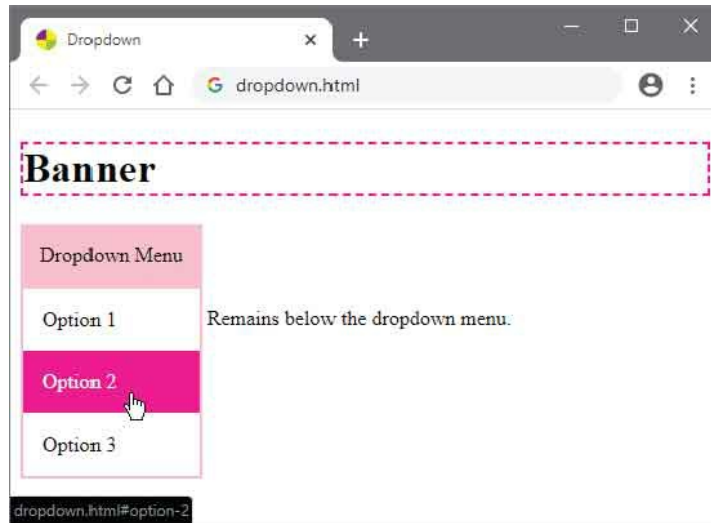 Dropdown
dropdown.html
Banner
Dropdown Menu
Option 1
Remains below the dropdown menu.
Option 2
Option 3
dropdown.html#option-2